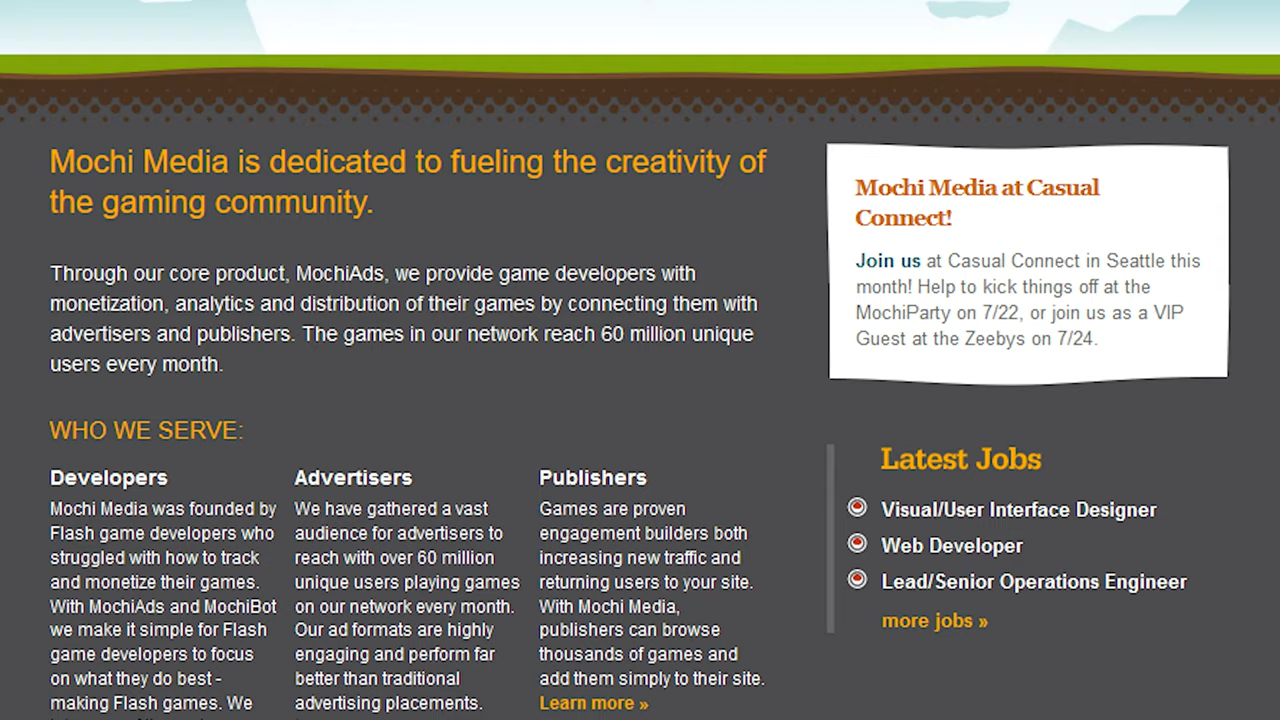 Mochi Media is dedicated to fueling the creativity of
the gaming community.
Through our core product, MochiAds, we provide game developers with
monetization, analytics and distribution of their games by connecting them with
advertisers and publishers. The games in our network reach 60 million unique
users every month.
WHO WE SERVE:
Developers
Mochi Media was founded by
Flash game developers who
struggled with how to track
and monetize their games.
With MochiAds and MochiBot
we make it simple for Flash
game developers to focus
on what they do best -
making Flash games. We
Advertisers
We have gathered a vast
audience for advertisers to
reach with over 60 million
unique users playing games
on our network every month.
Our ad formats are highly
engaging and perform far
better than traditional
advertising placements.
Publishers
Games are proven
engagement builders both
increasing new traffic and
returning users to your site.
With Mochi Media,
publishers can browse
thousands of games and
add them simply to their site.
Learn more »
Mochi Media at Casual
Connect!
Join us at Casual Connect in Seattle this
month! Help to kick things off at the
MochiParty on 7/22, or join us as a VIP
Guest at the Zeebys on 7/24.
Latest Jobs
Visual/User Interface Designer
Web Developer
Lead/Senior Operations Engineer
more jobs »